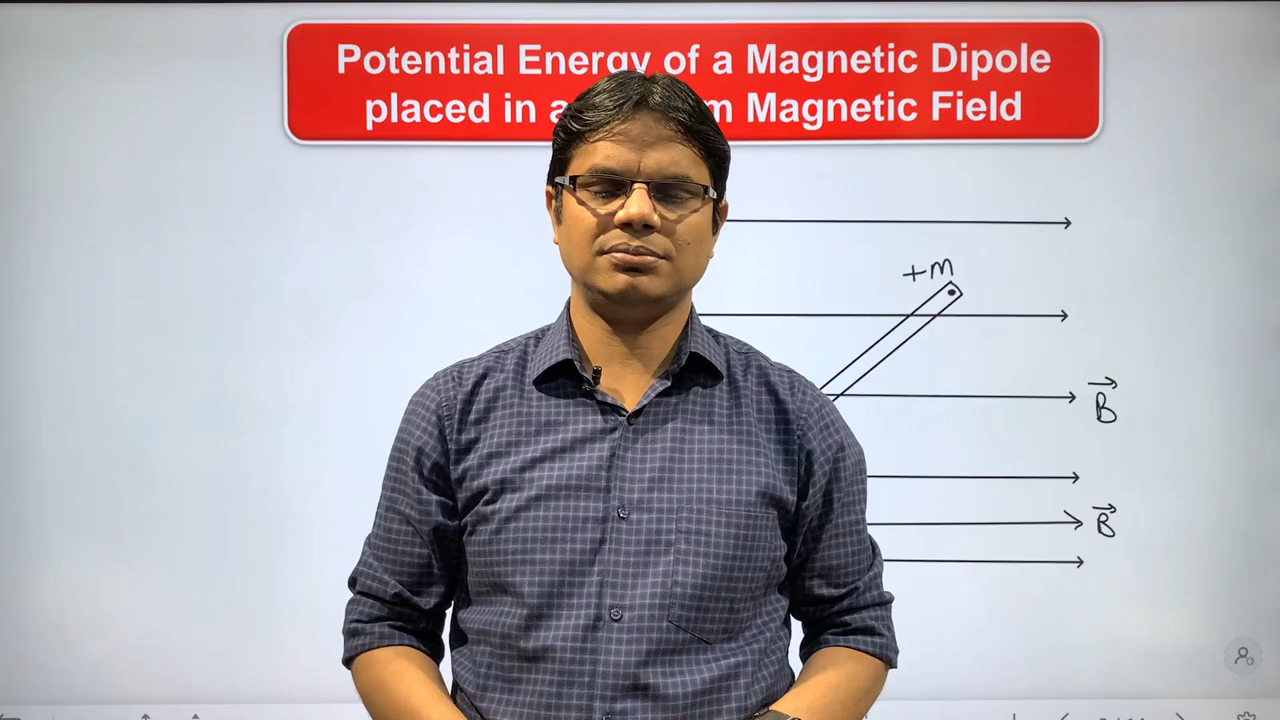 Potential Energy of a Magnetic Dipole
placed in a m Magnetic Field
+m
B⃗
B⃗